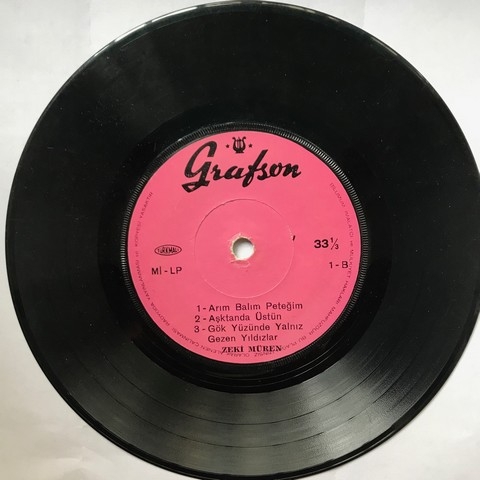 Grafson
TÜRKMALI
33⅓
Mİ-LP
1-B
1-Arım Balım Peteğim
2-Aşktanda Üstün
3-Gök Yüzünde Yalnız
Gezen Yıldızlar
ZEKİ MÜREN